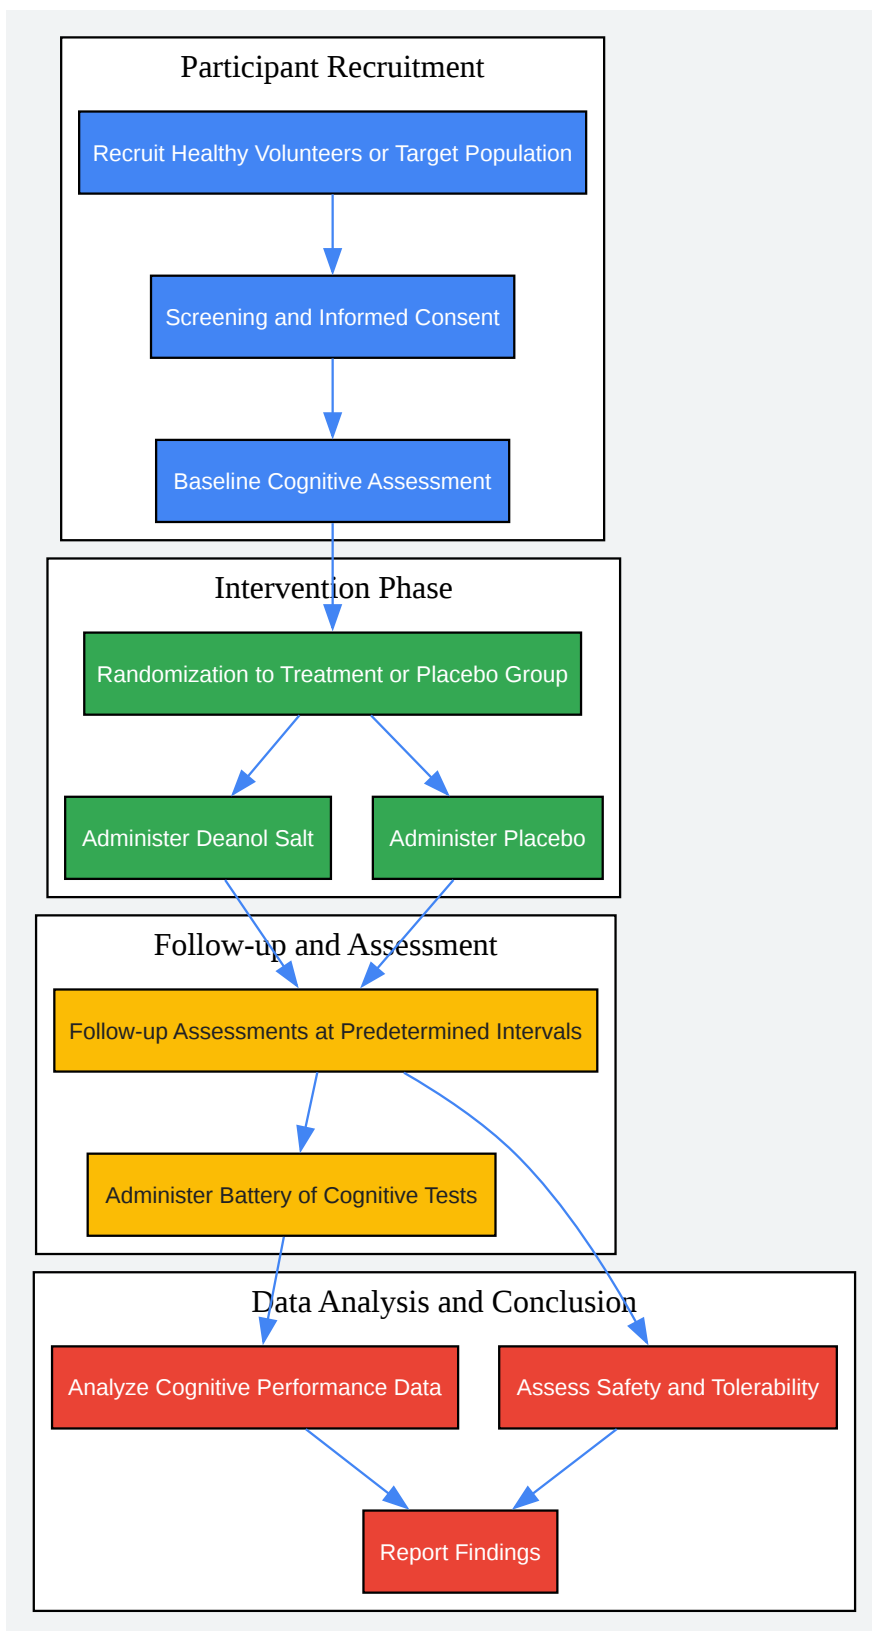 Participant Recruitment
Recruit Healthy Volunteers or Target Population
Screening and Informed Consent
Baseline Cognitive Assessment
Intervention Phase
Randomization to Treatment or Placebo Group
Administer Deanol Salt
Administer Placebo
Follow-up and Assessment
Follow-up Assessments at Predetermined Intervals
Administer Battery of Cognitive Tests
Data Analysis and Conclusion
Analyze Cognitive Performance Data
Assess Safety and Tolerability
Report Findings